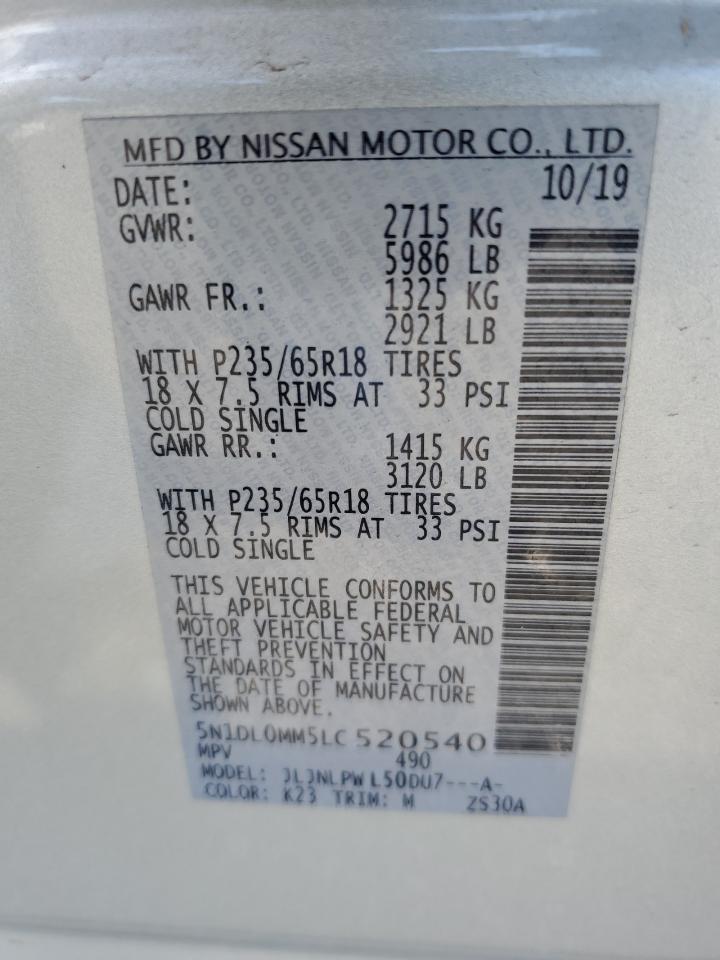 MFD BY NISSAN MOTOR CO., LTD.
DATE: 10/19
GVWR: 2715 KG
5986 LB
GAWR FR.: 1325 KG
2921 LB
WITH P235/65R18 TIRES
18 X 7.5 RIMS AT 33 PSI
COLD SINGLE
GAWR RR.: 1415 KG
3120 LB
WITH P235/65R18 TIRES
18 X 7.5 RIMS AT 33 PSI
COLD SINGLE
THIS VEHICLE CONFORMS TO
ALL APPLICABLE FEDERAL
MOTOR VEHICLE SAFETY AND
THEFT PREVENTION
STANDARDS IN EFFECT ON
THE DATE OF MANUFACTURE
SHOWN ABOVE.
5N1DL0MM5LC 520540
MPV 490
MODEL: JLJNLPW L50DU7---A-
COLOR: K23 TRIM: M ZS30A